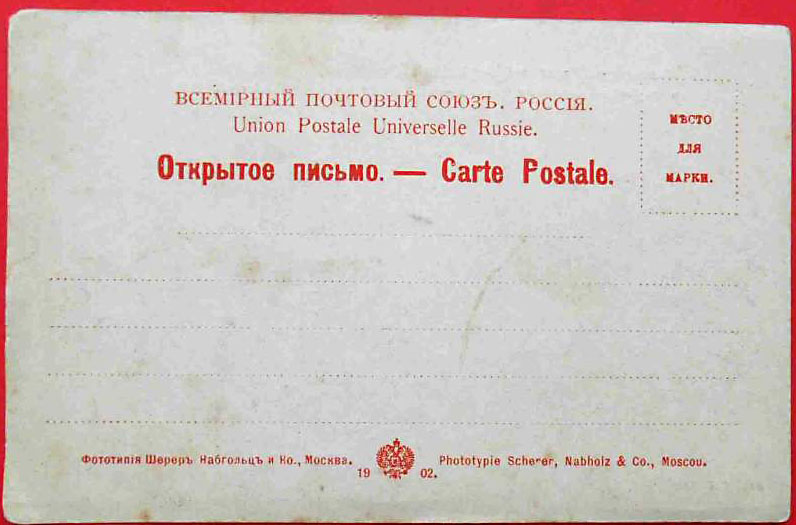 ВСЕМІРНЫЙ ПОЧТОВЫЙ СОЮЗЪ. РОССІЯ.
Union Postale Universelle Russie.
Открытое письмо. — Carte Postale.
МѢСТО
ДЛЯ
МАРКИ.
Фототипія Шереръ Набгольцъ и Ко., Москва.
Phototypie Scherer, Nabholz & Co., Moscou.
19 02.